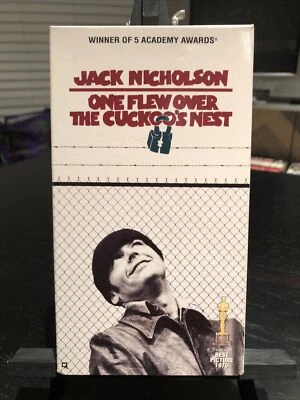 WINNER OF 5 ACADEMY AWARDS®
JACK NICHOLSON
ONE FLEW OVER
THE CUCKOO'S NEST
BEST
PICTURE
1975